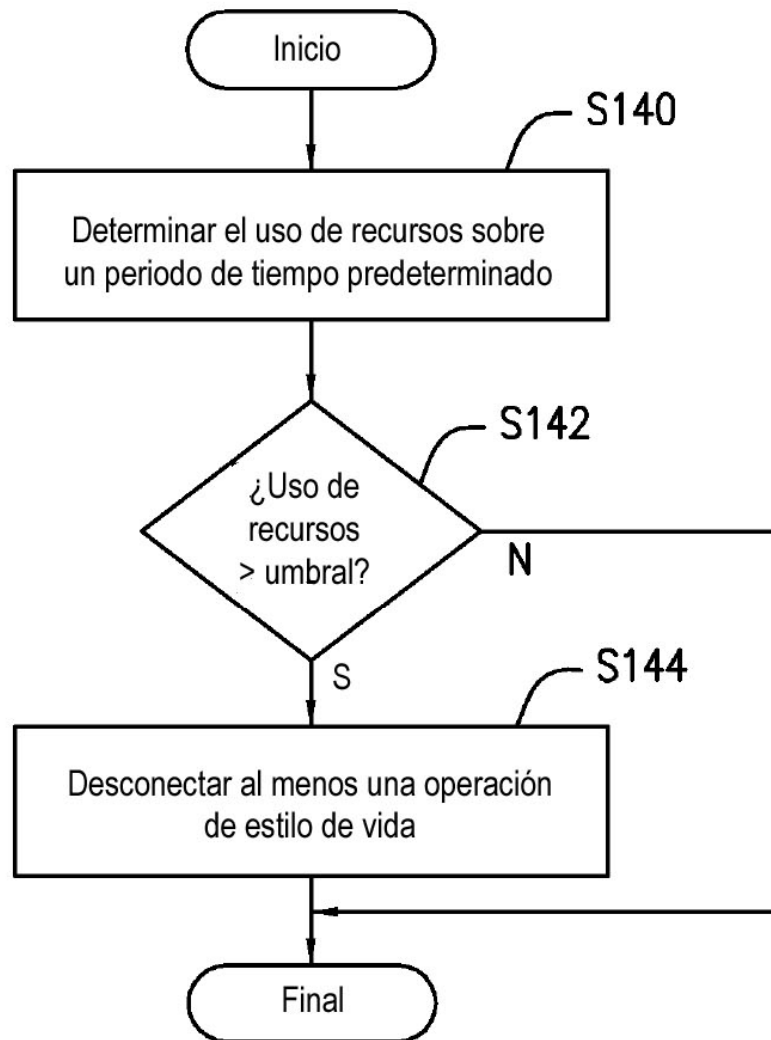 Inicio
S140
Determinar el uso de recursos sobre
un periodo de tiempo predeterminado
S142
¿Uso de
recursos
> umbral?
N
S
S144
Desconectar al menos una operación
de estilo de vida
Final